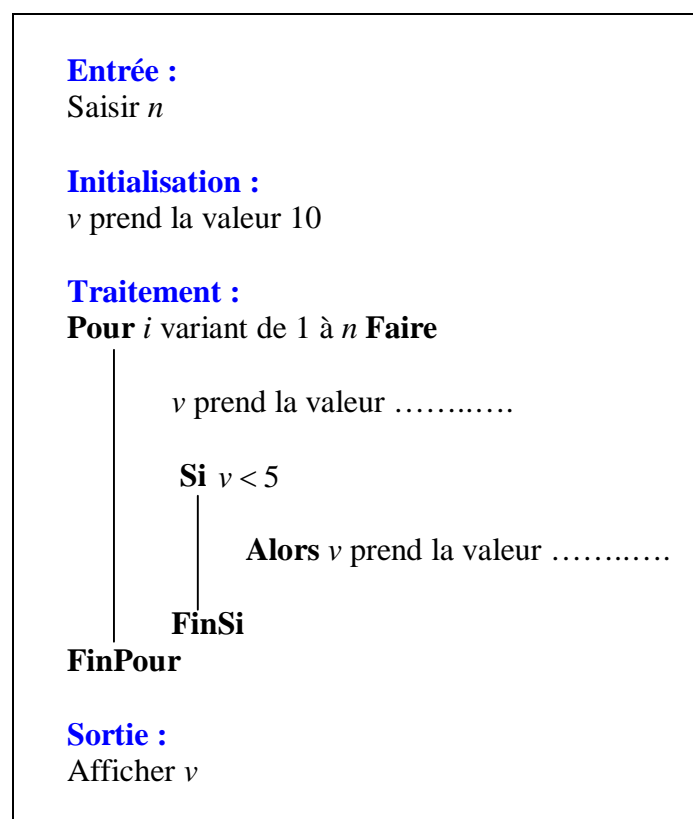 Entrée :
Saisir n
Initialisation :
v prend la valeur 10
Traitement :
Pour i variant de 1 à n Faire
v prend la valeur ……..….
Si v < 5
Alors v prend la valeur ……..….
FinSi
FinPour
Sortie :
Afficher v